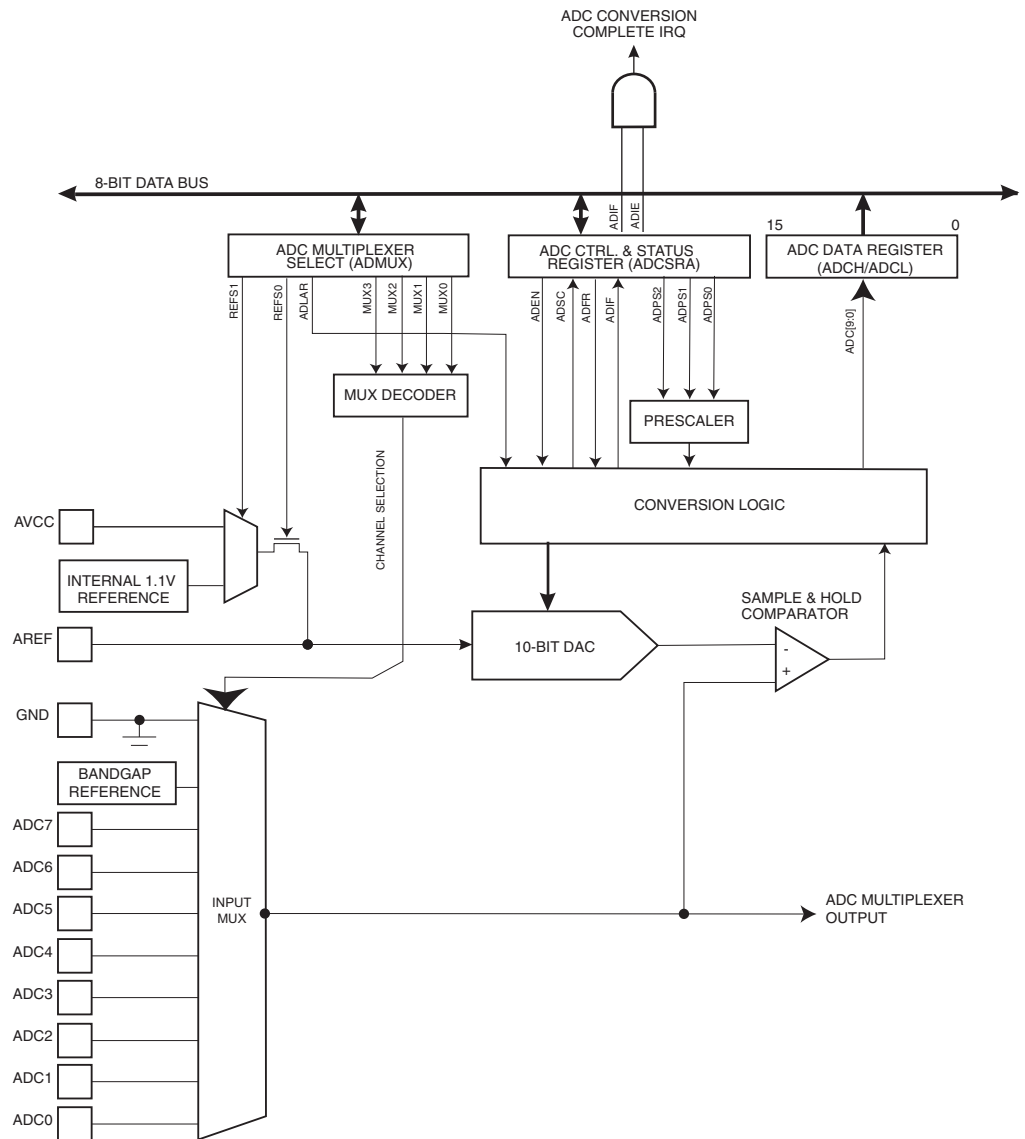 ADC CONVERSION
COMPLETE IRQ
8-BIT DATA BUS
ADIF
ADIE
15
0
ADC MULTIPLEXER
SELECT (ADMUX)
ADC CTRL. & STATUS
REGISTER (ADCSRA)
ADC DATA REGISTER
(ADCH/ADCL)
REFS1
REFS0
ADLAR
MUX3
MUX2
MUX1
MUX0
ADEN
ADSC
ADFR
ADIF
ADPS2
ADPS1
ADPS0
ADC[9:0]
MUX DECODER
PRESCALER
CHANNEL SELECTION
CONVERSION LOGIC
AVCC
INTERNAL 1.1V
REFERENCE
SAMPLE & HOLD
COMPARATOR
AREF
10-BIT DAC
-
+
GND
BANDGAP
REFERENCE
ADC7
ADC6
ADC5
INPUT
MUX
ADC MULTIPLEXER
OUTPUT
ADC4
ADC3
ADC2
ADC1
ADC0